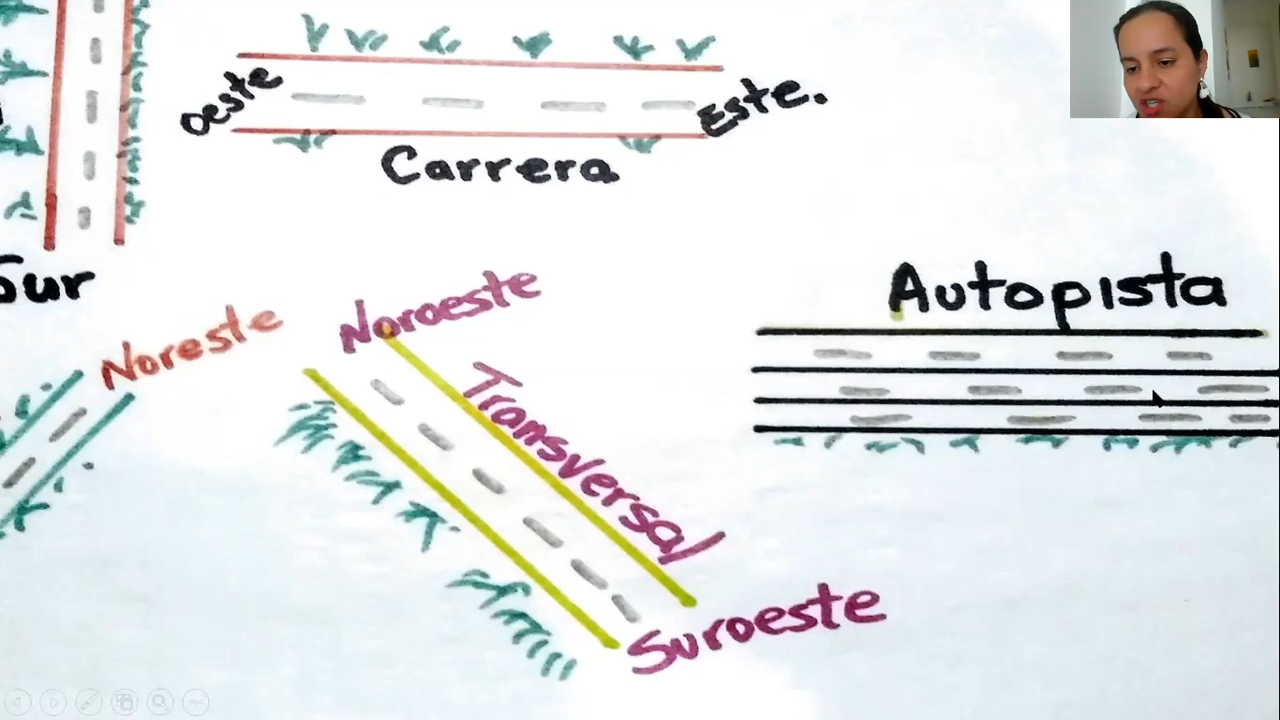 Oeste
Este.
Carrera
Sur
Autopista
Noreste
Noroeste
Transversal
Suroeste